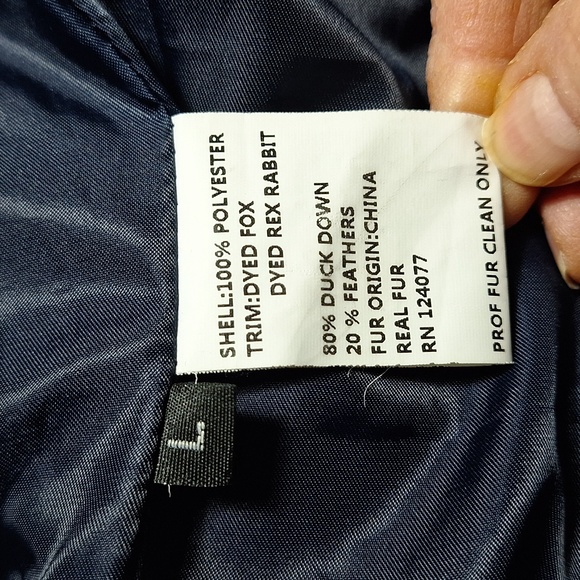 SHELL:100% POLYESTER
TRIM:DYED FOX
DYED REX RABBIT
80% DUCK DOWN
20 % FEATHERS
FUR ORIGIN:CHINA
REAL FUR
RN 124077
PROF FUR CLEAN ONLY
L